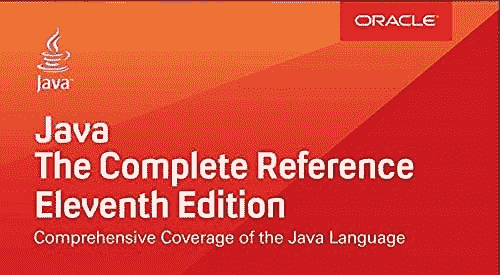 ORACLE
Java
Java
The Complete Reference
Eleventh Edition
Comprehensive Coverage of the Java Language